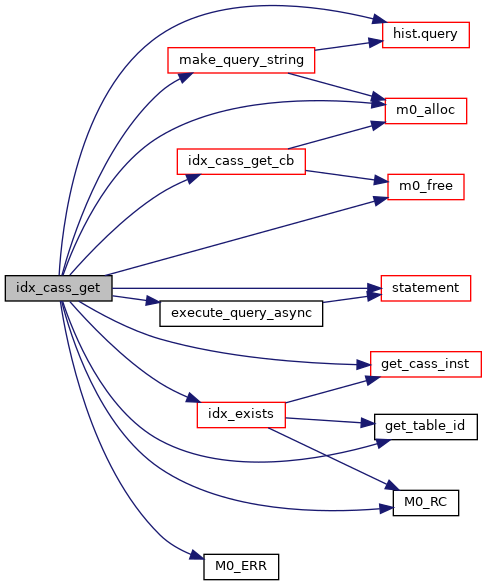 hist.query
make_query_string
m0_alloc
idx_cass_get_cb
m0_free
idx_cass_get
statement
execute_query_async
get_cass_inst
idx_exists
get_table_id
M0_RC
M0_ERR